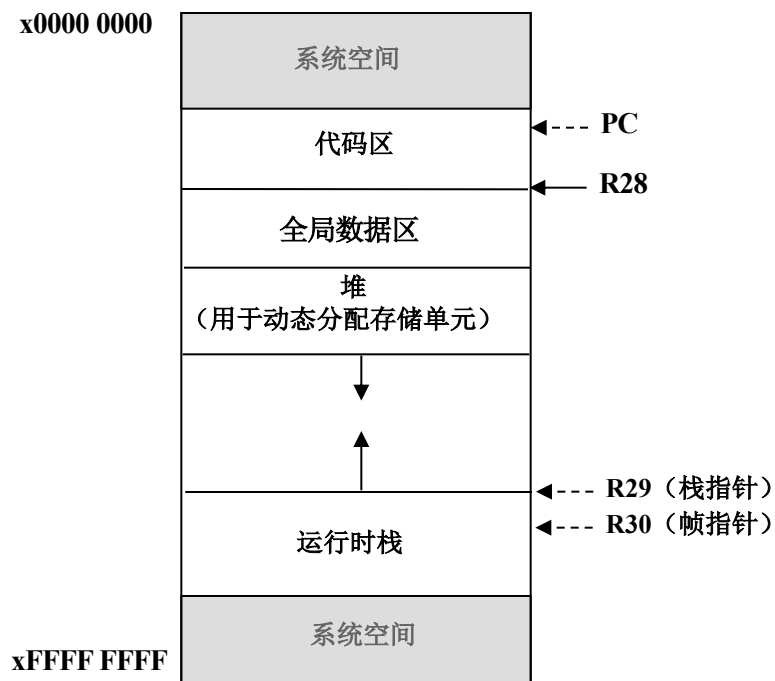 x0000 0000
系统空间
PC
代码区
R28
全局数据区
堆
（用于动态分配存储单元）
R29（栈指针）
R30（帧指针）
运行时栈
系统空间
xFFFF FFFF